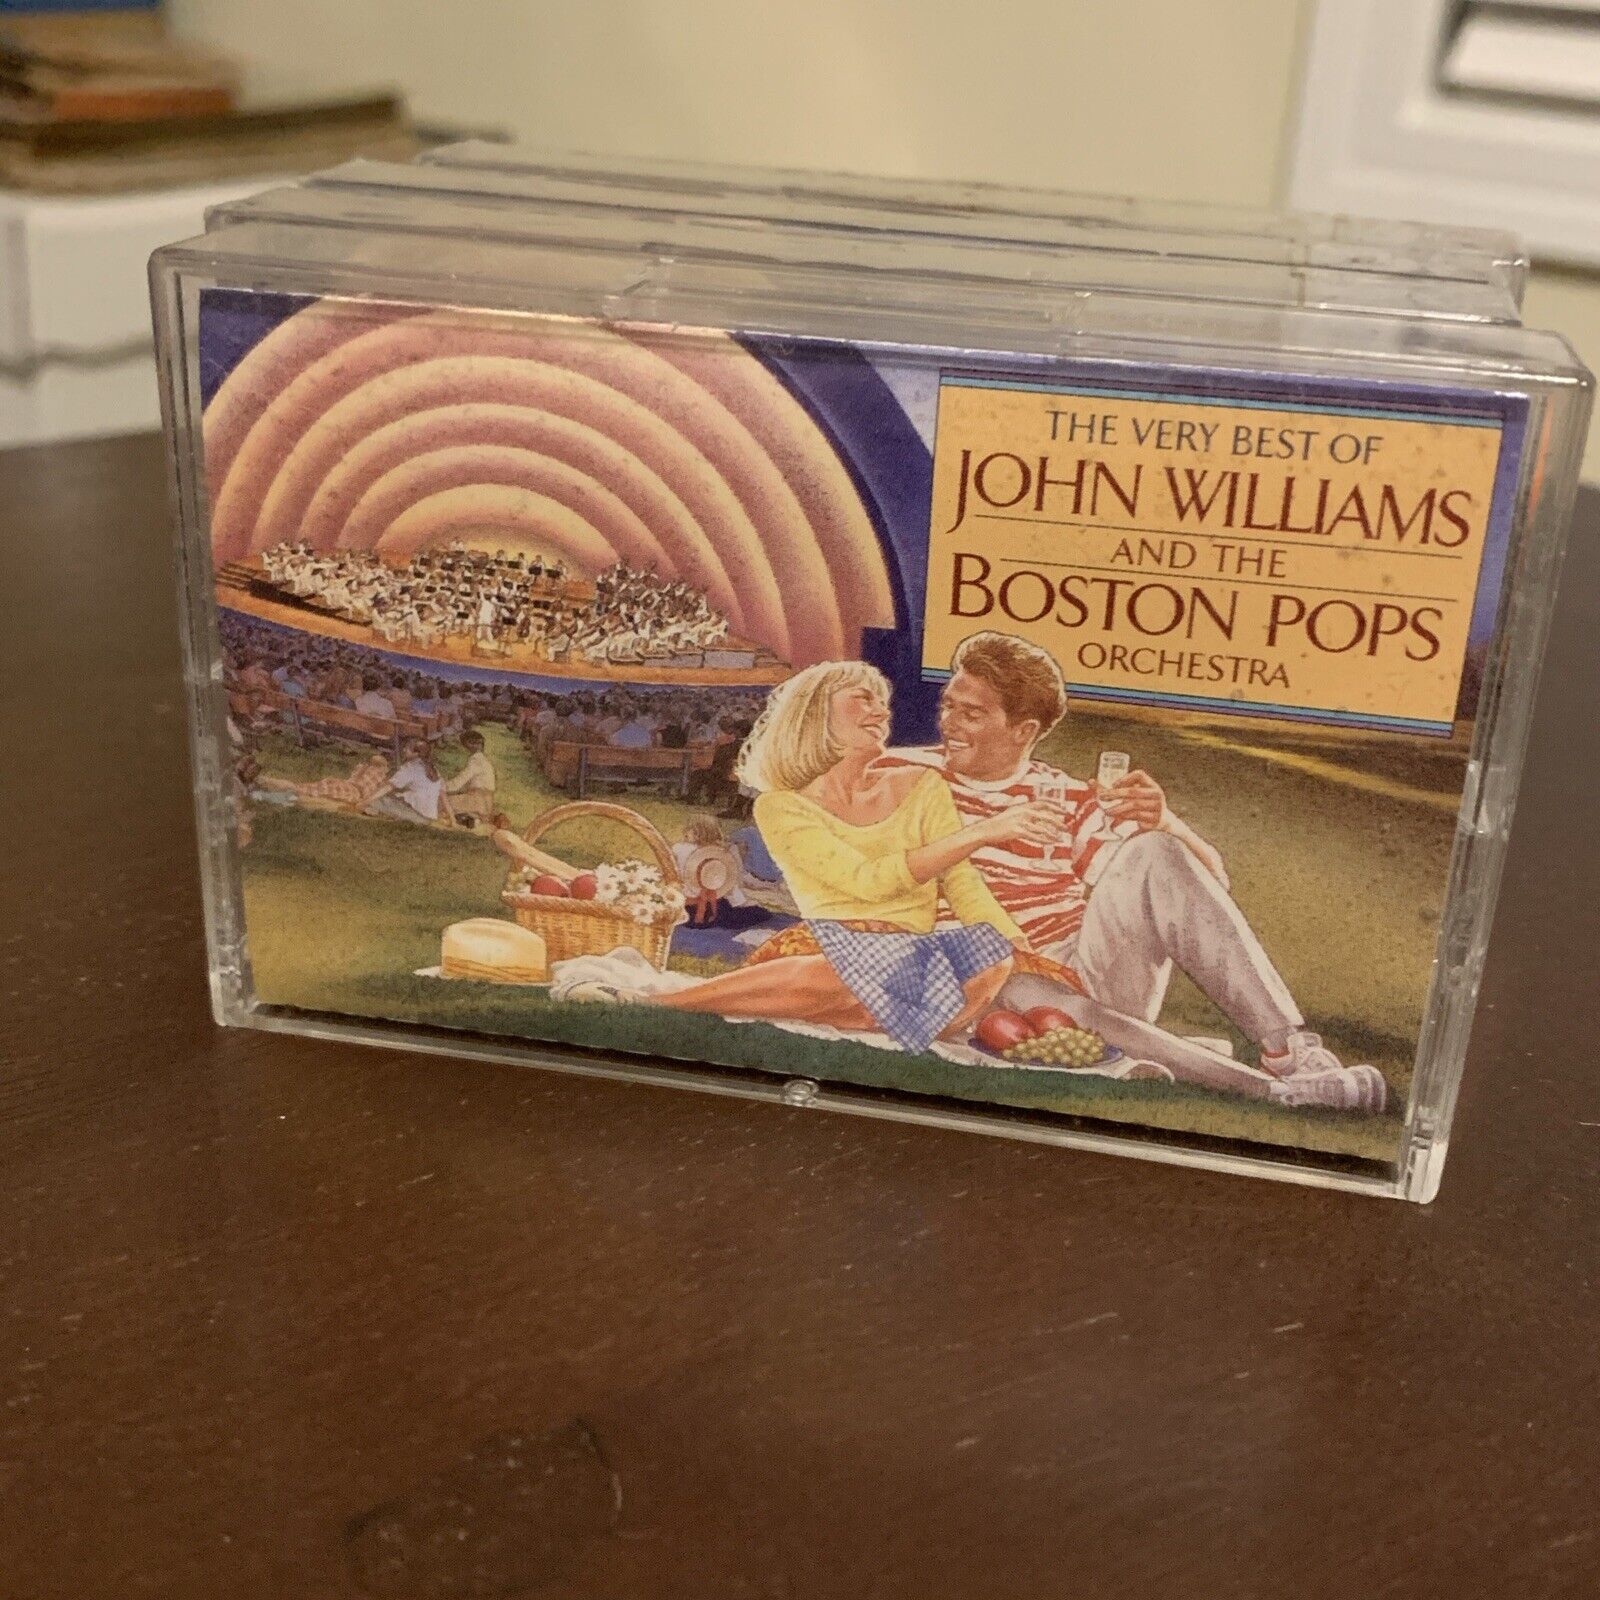 THE VERY BEST OF
JOHN WILLIAMS
AND THE
BOSTON POPS
ORCHESTRA